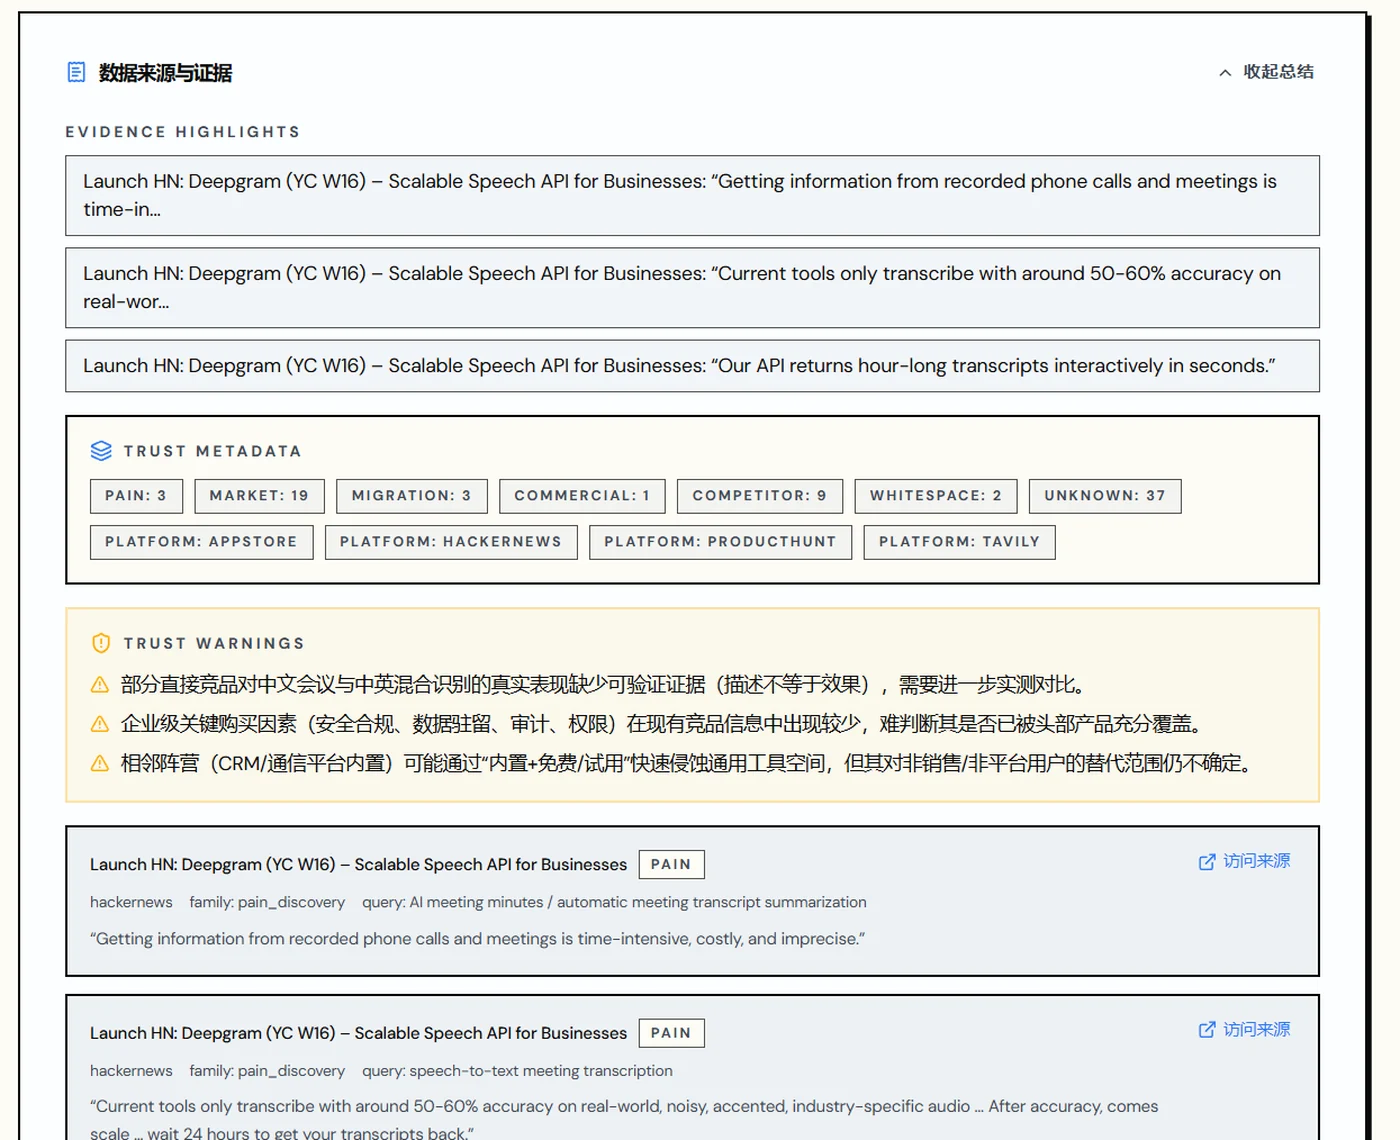 数据来源与证据
收起总结
EVIDENCE HIGHLIGHTS
Launch HN: Deepgram (YC W16) – Scalable Speech API for Businesses: “Getting information from recorded phone calls and meetings is
time-in...
Launch HN: Deepgram (YC W16) – Scalable Speech API for Businesses: “Current tools only transcribe with around 50-60% accuracy on
real-wor...
Launch HN: Deepgram (YC W16) – Scalable Speech API for Businesses: “Our API returns hour-long transcripts interactively in seconds.”
TRUST METADATA
PAIN: 3 MARKET: 19 MIGRATION: 3 COMMERCIAL: 1 COMPETITOR: 9 WHITESPACE: 2 UNKNOWN: 37
PLATFORM: APPSTORE PLATFORM: HACKERNEWS PLATFORM: PRODUCTHUNT PLATFORM: TAVILY
TRUST WARNINGS
部分直接竞品对中文会议与中英混合识别的真实表现缺少可验证证据（描述不等于效果），需要进一步实测对比。
企业级关键购买因素（安全合规、数据驻留、审计、权限）在现有竞品信息中出现较少，难判断其是否已被头部产品充分覆盖。
相邻阵营（CRM/通信平台内置）可能通过“内置+免费/试用”快速侵蚀通用工具空间，但其对非销售/非平台用户的替代范围仍不确定。
Launch HN: Deepgram (YC W16) – Scalable Speech API for Businesses PAIN
访问来源
hackernews family: pain_discovery query: AI meeting minutes / automatic meeting transcript summarization
“Getting information from recorded phone calls and meetings is time-intensive, costly, and imprecise.”
Launch HN: Deepgram (YC W16) – Scalable Speech API for Businesses PAIN
访问来源
hackernews family: pain_discovery query: speech-to-text meeting transcription
“Current tools only transcribe with around 50-60% accuracy on real-world, noisy, accented, industry-specific audio ... After accuracy, comes
scale ... wait 24 hours to get your transcripts back.”